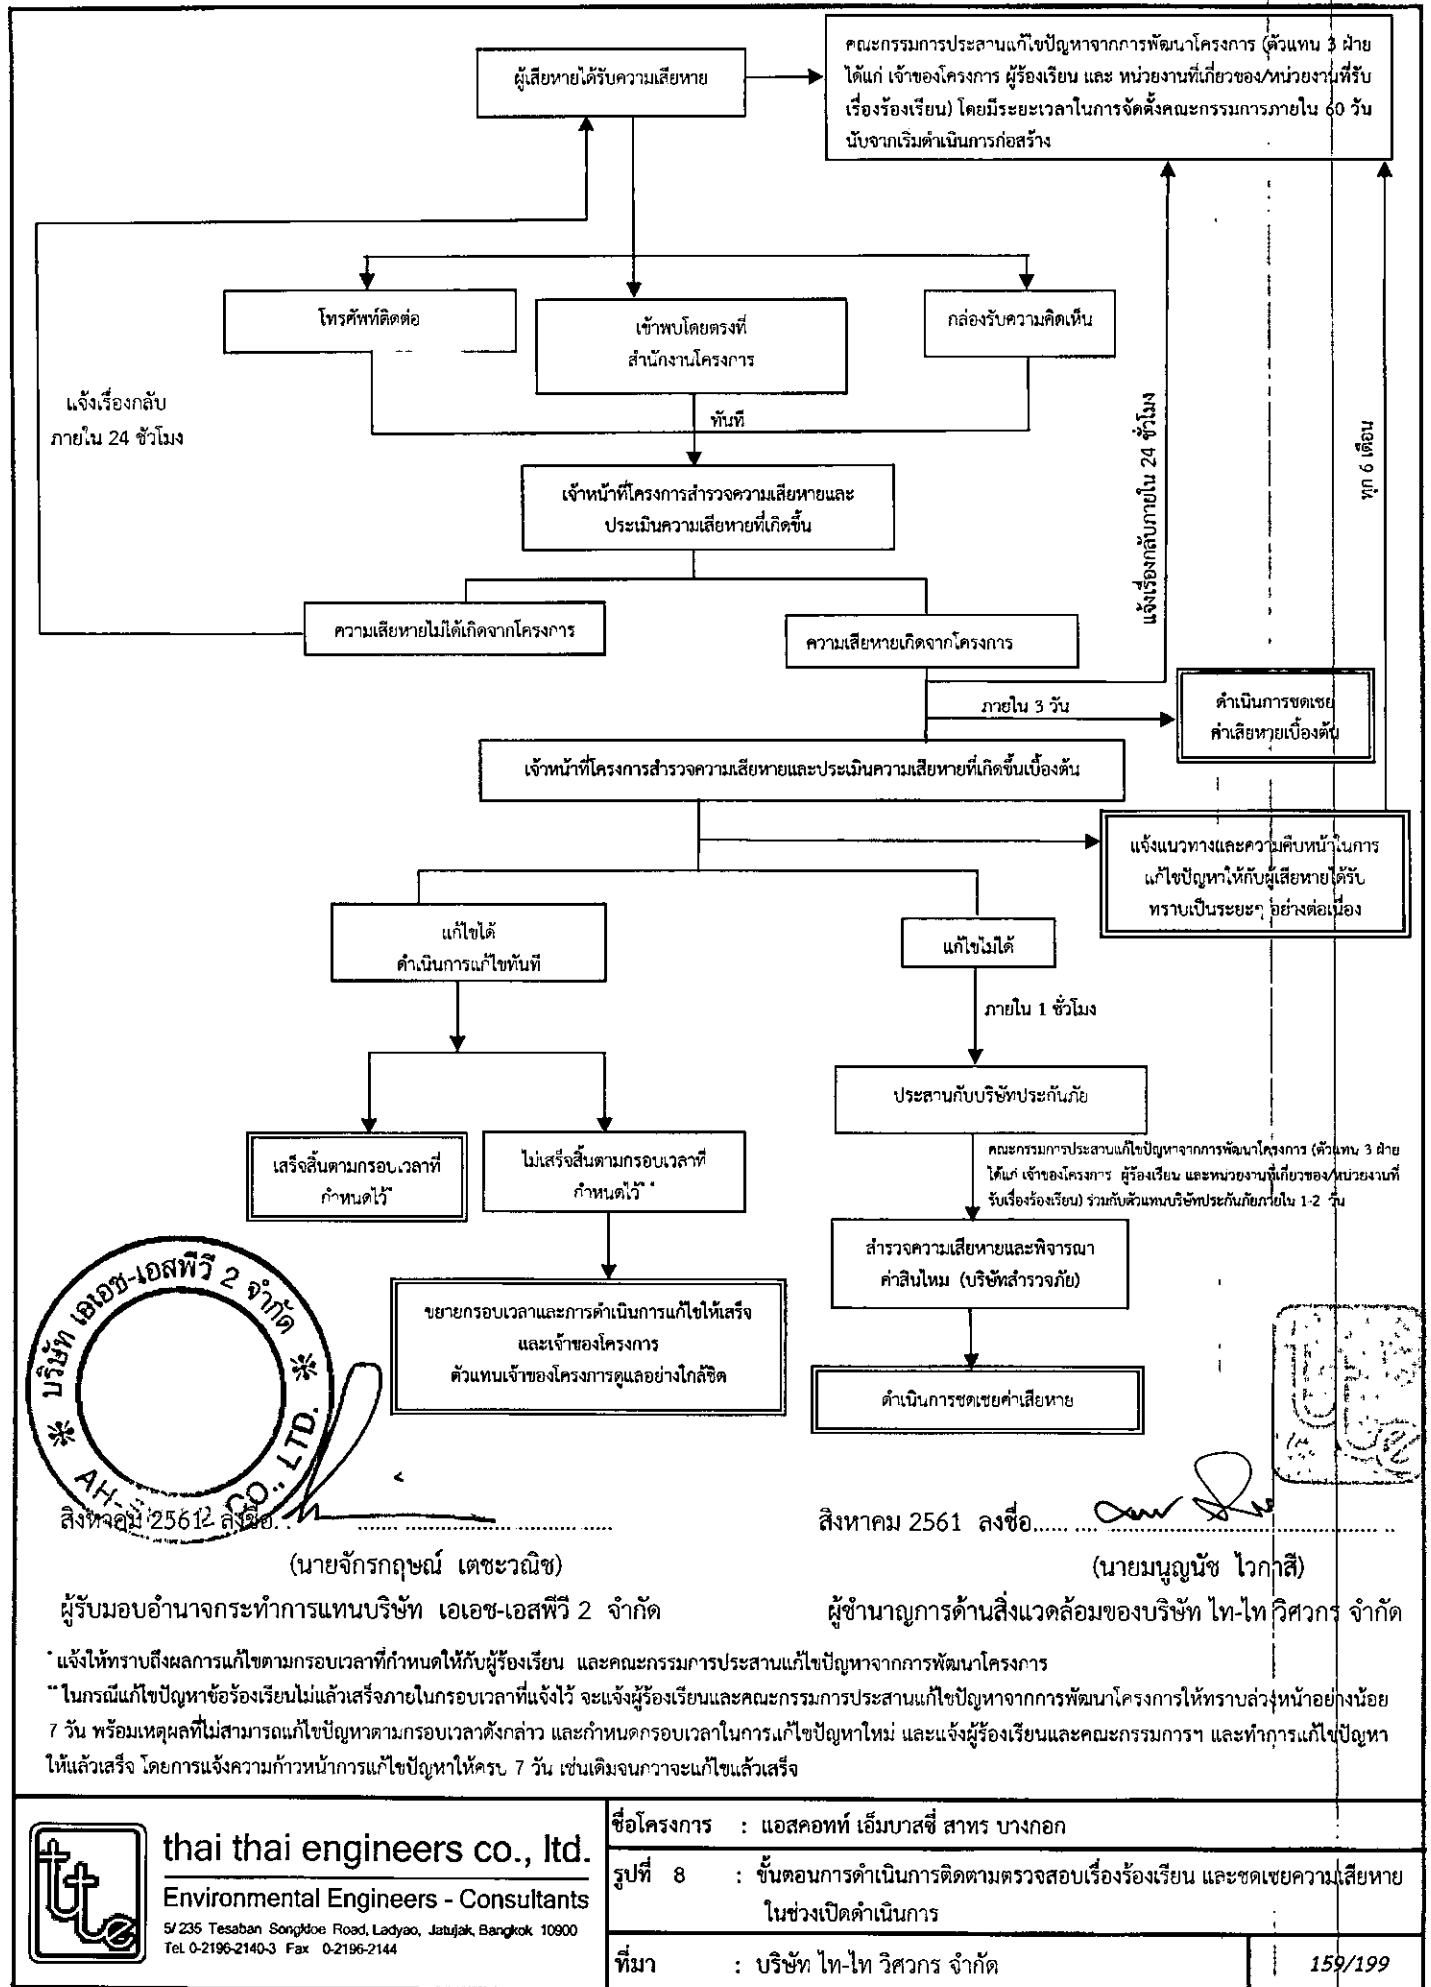 ผู้เสียหายได้รับความเสียหาย
คณะกรรมการประสานแก้ไขปัญหาจากการพัฒนาโครงการ (ตัวแทน 3 ฝ่าย
ได้แก่ เจ้าของโครงการ ผู้ร้องเรียน และ หน่วยงานที่เกี่ยวของ/หน่วยงานที่รับ
เรื่องร้องเรียน) โดยมีระยะเวลาในการจัดตั้งคณะกรรมการภายใน 60 วัน
นับจากเริ่มดำเนินการก่อสร้าง
โทรศัพท์ติดต่อ
เข้าพบโดยตรงที่
สำนักงานโครงการ
กล่องรับความคิดเห็น
แจ้งเรื่องกลับ
ภายใน 24 ชั่วโมง
ทันที
แจ้งเรื่องกลับภายใน 24 ชั่วโมง
ทุก 6 เดือน
เจ้าหน้าที่โครงการสำรวจความเสียหายและ
ประเมินความเสียหายที่เกิดขึ้น
ความเสียหายไม่ได้เกิดจากโครงการ
ความเสียหายเกิดจากโครงการ
ภายใน 3 วัน
ดำเนินการชดเชย
ค่าเสียหายเบื้องต้น
เจ้าหน้าที่โครงการสำรวจความเสียหายและประเมินความเสียหายที่เกิดขึ้นเบื้องต้น
แจ้งแนวทางและความคืบหน้าในการ
แก้ไขปัญหาให้กับผู้เสียหายได้รับ
ทราบเป็นระยะๆ อย่างต่อเนื่อง
แก้ไขได้
ดำเนินการแก้ไขทันที
แก้ไขไม่ได้
ภายใน 1 ชั่วโมง
ประสานกับบริษัทประกันภัย
คณะกรรมการประสานแก้ไขปัญหาจากการพัฒนาโครงการ (ตัวแทน 3 ฝ่าย
ได้แก่ เจ้าของโครงการ ผู้ร้องเรียน และหน่วยงานที่เกี่ยวของ/หน่วยงานที่
รับเรื่องร้องเรียน) ร่วมกับตัวแทนบริษัทประกันภัยภายใน 1-2 วัน
เสร็จสิ้นตามกรอบเวลาที่
กำหนดไว้*
ไม่เสร็จสิ้นตามกรอบเวลาที่
กำหนดไว้**
สำรวจความเสียหายและพิจารณา
ค่าสินไหม (บริษัทสำรวจภัย)
ขยายกรอบเวลาและการดำเนินการแก้ไขให้เสร็จ
และเจ้าของโครงการ
ตัวแทนเจ้าของโครงการดูแลอย่างใกล้ชิด
ดำเนินการชดเชยค่าเสียหาย
บริษัท เอเอช-เอสพีวี 2 จำกัด
CO., LTD.
สิงหาคม 2561 ลงชื่อ
(นายจักรกฤษณ์ เตชะวณิช)
ผู้รับมอบอำนาจกระทำการแทนบริษัท เอเอช-เอสพีวี 2 จำกัด
สิงหาคม 2561 ลงชื่อ
(นายมนูญนัช ไวกาสี)
ผู้ชำนาญการด้านสิ่งแวดล้อมของบริษัท ไท-ไท วิศวกร จำกัด
* แจ้งให้ทราบถึงผลการแก้ไขตามกรอบเวลาที่กำหนดให้กับผู้ร้องเรียน และคณะกรรมการประสานแก้ไขปัญหาจากการพัฒนาโครงการ
** ในกรณีแก้ไขปัญหาข้อร้องเรียนไม่แล้วเสร็จภายในกรอบเวลาที่แจ้งไว้ จะแจ้งผู้ร้องเรียนและคณะกรรมการประสานแก้ไขปัญหาจากการพัฒนาโครงการให้ทราบล่วงหน้าอย่างน้อย
7 วัน พร้อมเหตุผลที่ไม่สามารถแก้ไขปัญหาตามกรอบเวลาดังกล่าว และกำหนดกรอบเวลาในการแก้ไขปัญหาใหม่ และแจ้งผู้ร้องเรียนและคณะกรรมการฯ และทำการแก้ไขปัญหา
ให้แล้วเสร็จ โดยการแจ้งความก้าวหน้าการแก้ไขปัญหาให้ครบ 7 วัน เช่นเดิมจนกวาจะแก้ไขแล้วเสร็จ
tte
thai thai engineers co., ltd.
Environmental Engineers - Consultants
5/235 Tesaban Songkloe Road, Ladyao, Jatujak, Bangkok 10900
Tel. 0-2196-2140-3 Fax 0-2196-2144
ชื่อโครงการ : แอสคอทท์ เอ็มบาสซี่ สาทร บางกอก
รูปที่ 8 : ขั้นตอนการดำเนินการติดตามตรวจสอบเรื่องร้องเรียน และชดเชยความเสียหาย
ในช่วงเปิดดำเนินการ
ที่มา : บริษัท ไท-ไท วิศวกร จำกัด
159/199